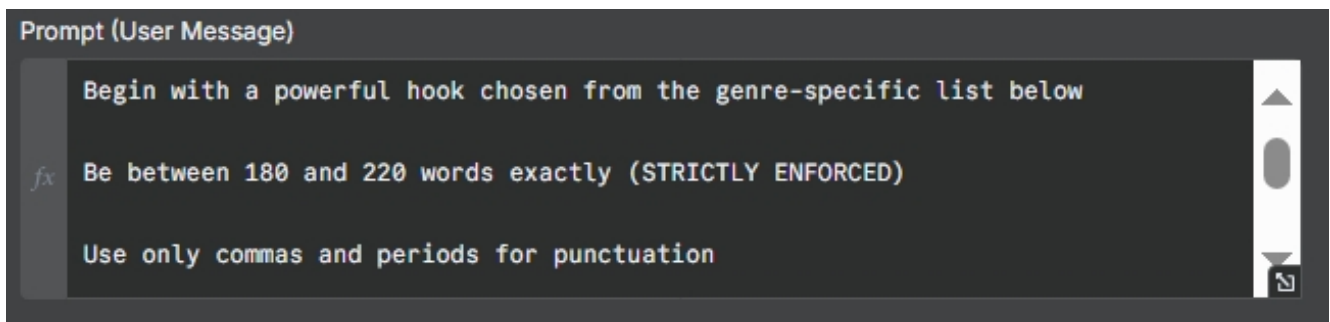 Prompt (User Message)
Begin with a powerful hook chosen from the genre-specific list below
fx
Be between 180 and 220 words exactly (STRICTLY ENFORCED)
Use only commas and periods for punctuation